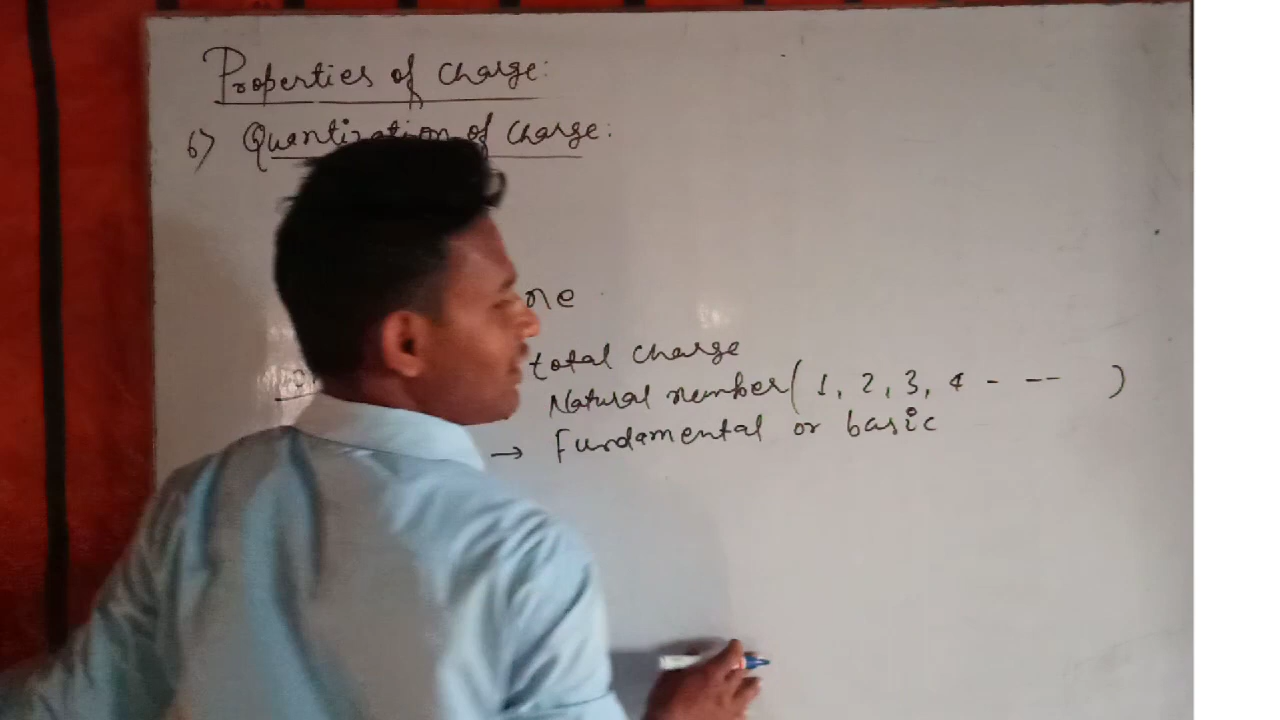 Properties of charge:
6) Quantization of charge:
ne
total charge
Natural number( 1, 2, 3, 4 - -- )
→ Fundamental or basic